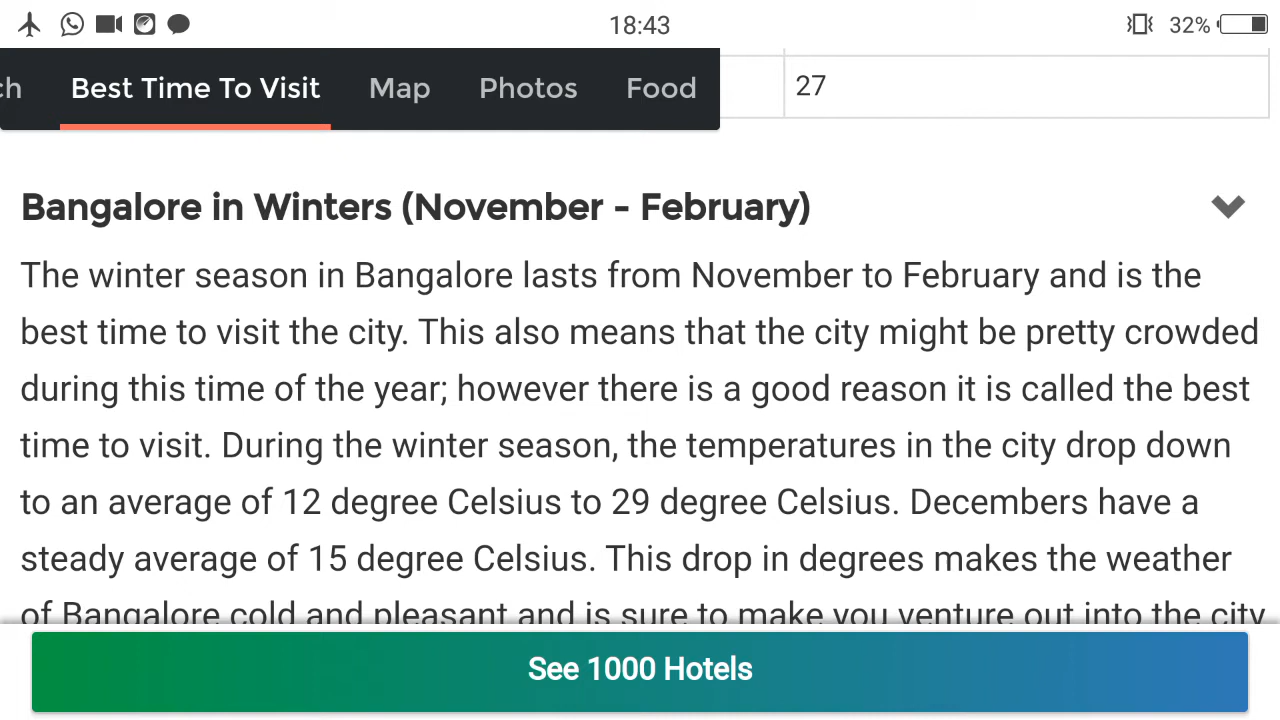 18:43
32%
ch Best Time To Visit Map Photos Food
27
Bangalore in Winters (November - February)
The winter season in Bangalore lasts from November to February and is the
best time to visit the city. This also means that the city might be pretty crowded
during this time of the year; however there is a good reason it is called the best
time to visit. During the winter season, the temperatures in the city drop down
to an average of 12 degree Celsius to 29 degree Celsius. Decembers have a
steady average of 15 degree Celsius. This drop in degrees makes the weather
of Bangalore cold and pleasant and is sure to make you venture out into the city
See 1000 Hotels